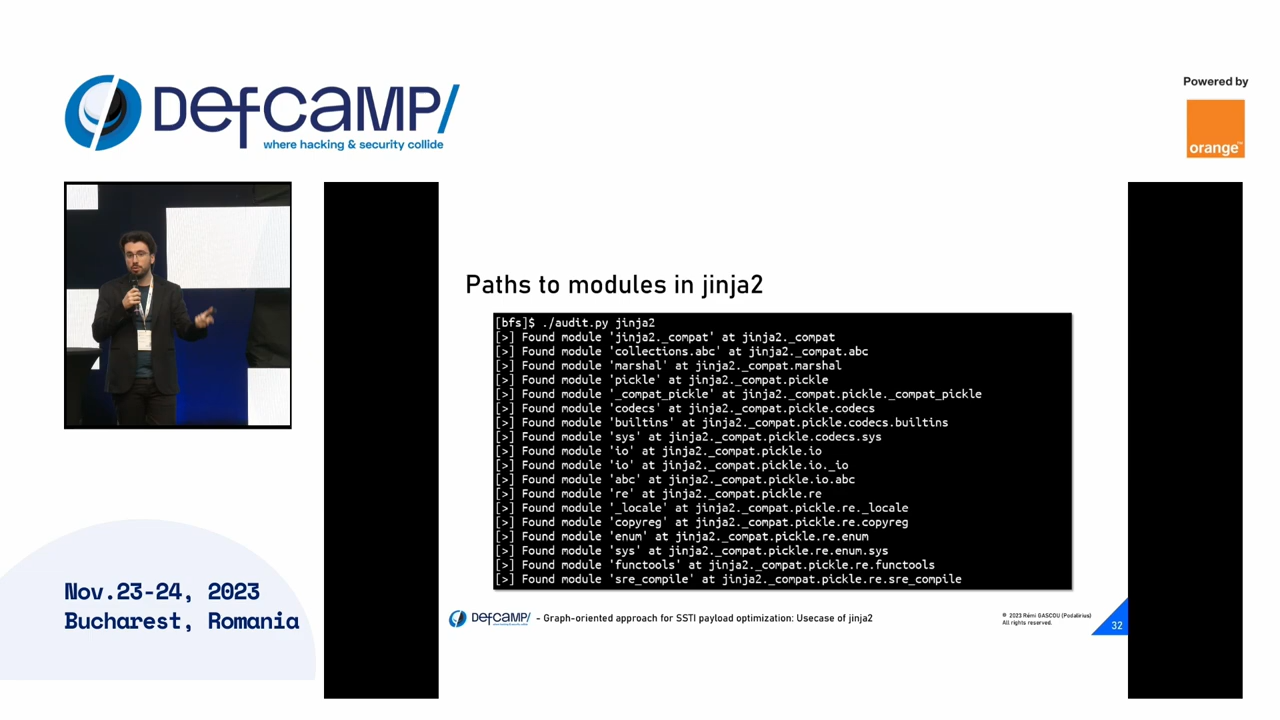 DefCamp/
where hacking & security collide
Powered by
orange™
Paths to modules in jinja2
[bfs]$ ./audit.py jinja2
[>] Found module 'jinja2._compat' at jinja2._compat
[>] Found module 'collections.abc' at jinja2._compat.abc
[>] Found module 'marshal' at jinja2._compat.marshal
[>] Found module 'pickle' at jinja2._compat.pickle
[>] Found module '_compat_pickle' at jinja2._compat.pickle._compat_pickle
[>] Found module 'codecs' at jinja2._compat.pickle.codecs
[>] Found module 'builtins' at jinja2._compat.pickle.codecs.builtins
[>] Found module 'sys' at jinja2._compat.pickle.codecs.sys
[>] Found module 'io' at jinja2._compat.pickle.io
[>] Found module 'io' at jinja2._compat.pickle.io._io
[>] Found module 'abc' at jinja2._compat.pickle.io.abc
[>] Found module 're' at jinja2._compat.pickle.re
[>] Found module '_locale' at jinja2._compat.pickle.re._locale
[>] Found module 'copyreg' at jinja2._compat.pickle.re.copyreg
[>] Found module 'enum' at jinja2._compat.pickle.re.enum
[>] Found module 'sys' at jinja2._compat.pickle.re.enum.sys
[>] Found module 'functools' at jinja2._compat.pickle.re.functools
[>] Found module 'sre_compile' at jinja2._compat.pickle.re.sre_compile
DefCamp/ - Graph-oriented approach for SSTI payload optimization: Usecase of jinja2
© 2023 Rémi GASCOU (Podalirius)
All rights reserved.
32
Nov.23-24, 2023
Bucharest, Romania